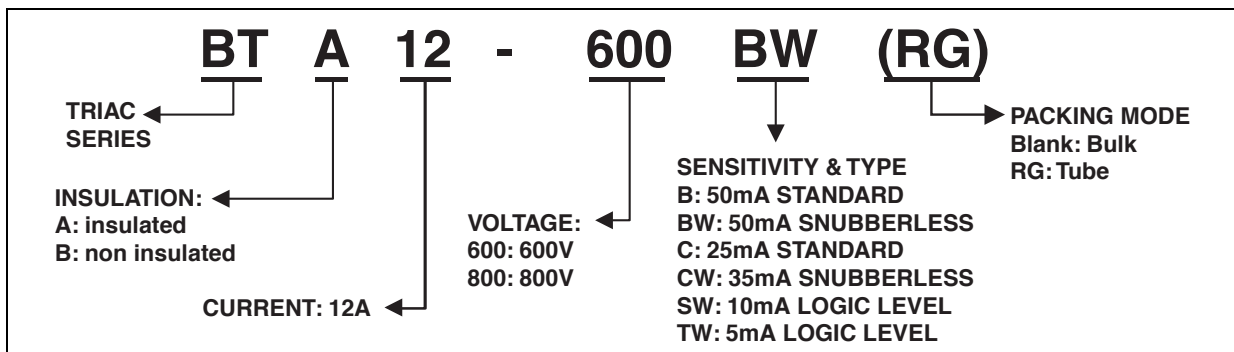 BT A 12 - 600 BW (RG)
TRIAC
SERIES
INSULATION:
A: insulated
B: non insulated
CURRENT: 12A
VOLTAGE:
600: 600V
800: 800V
SENSITIVITY & TYPE
B: 50mA STANDARD
BW: 50mA SNUBBERLESS
C: 25mA STANDARD
CW: 35mA SNUBBERLESS
SW: 10mA LOGIC LEVEL
TW: 5mA LOGIC LEVEL
PACKING MODE
Blank: Bulk
RG: Tube